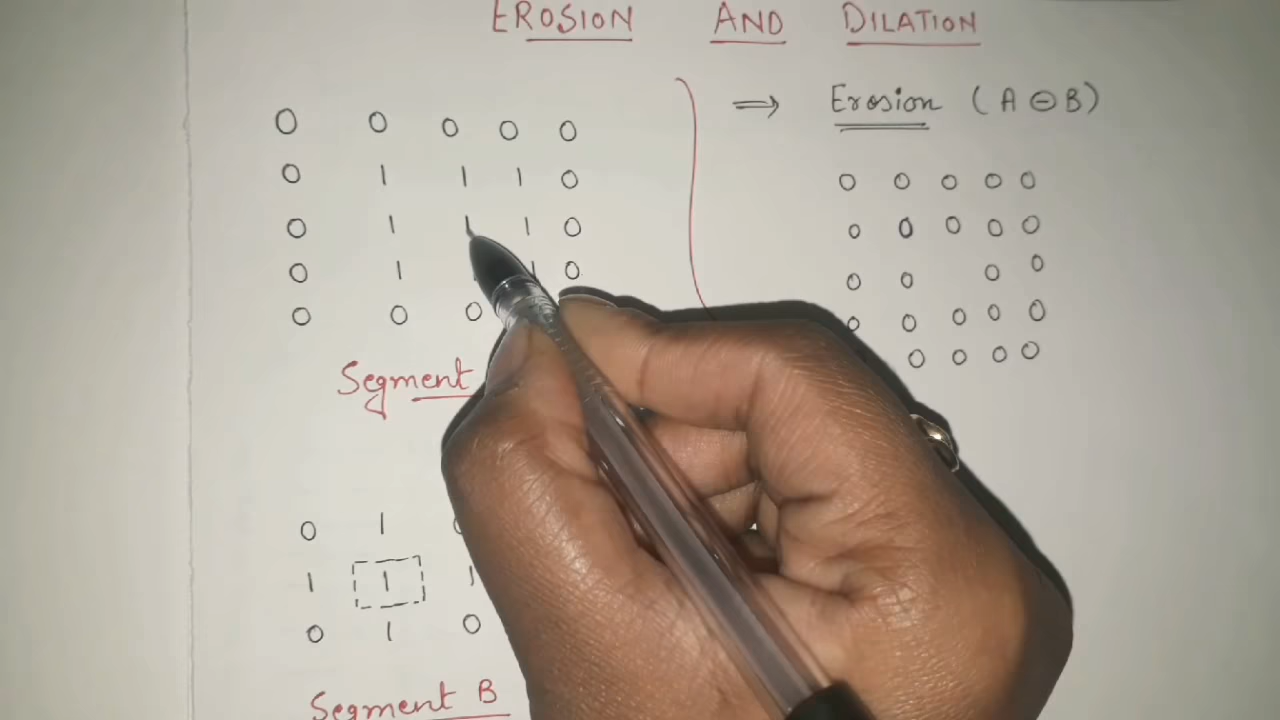 EROSION AND DILATION
⇒ Erosion (A ⊖ B)
0 0 0 0 0
0 1 1 1 0
0 1 1 1 0
0 1 1 0
0 0 0
Segment
0 0 0 0 0
0 0 0 0 0
0 0 0 0
0 0 0 0 0
0 0 0 0
0 1
1 1 1
0 1 0
Segment B